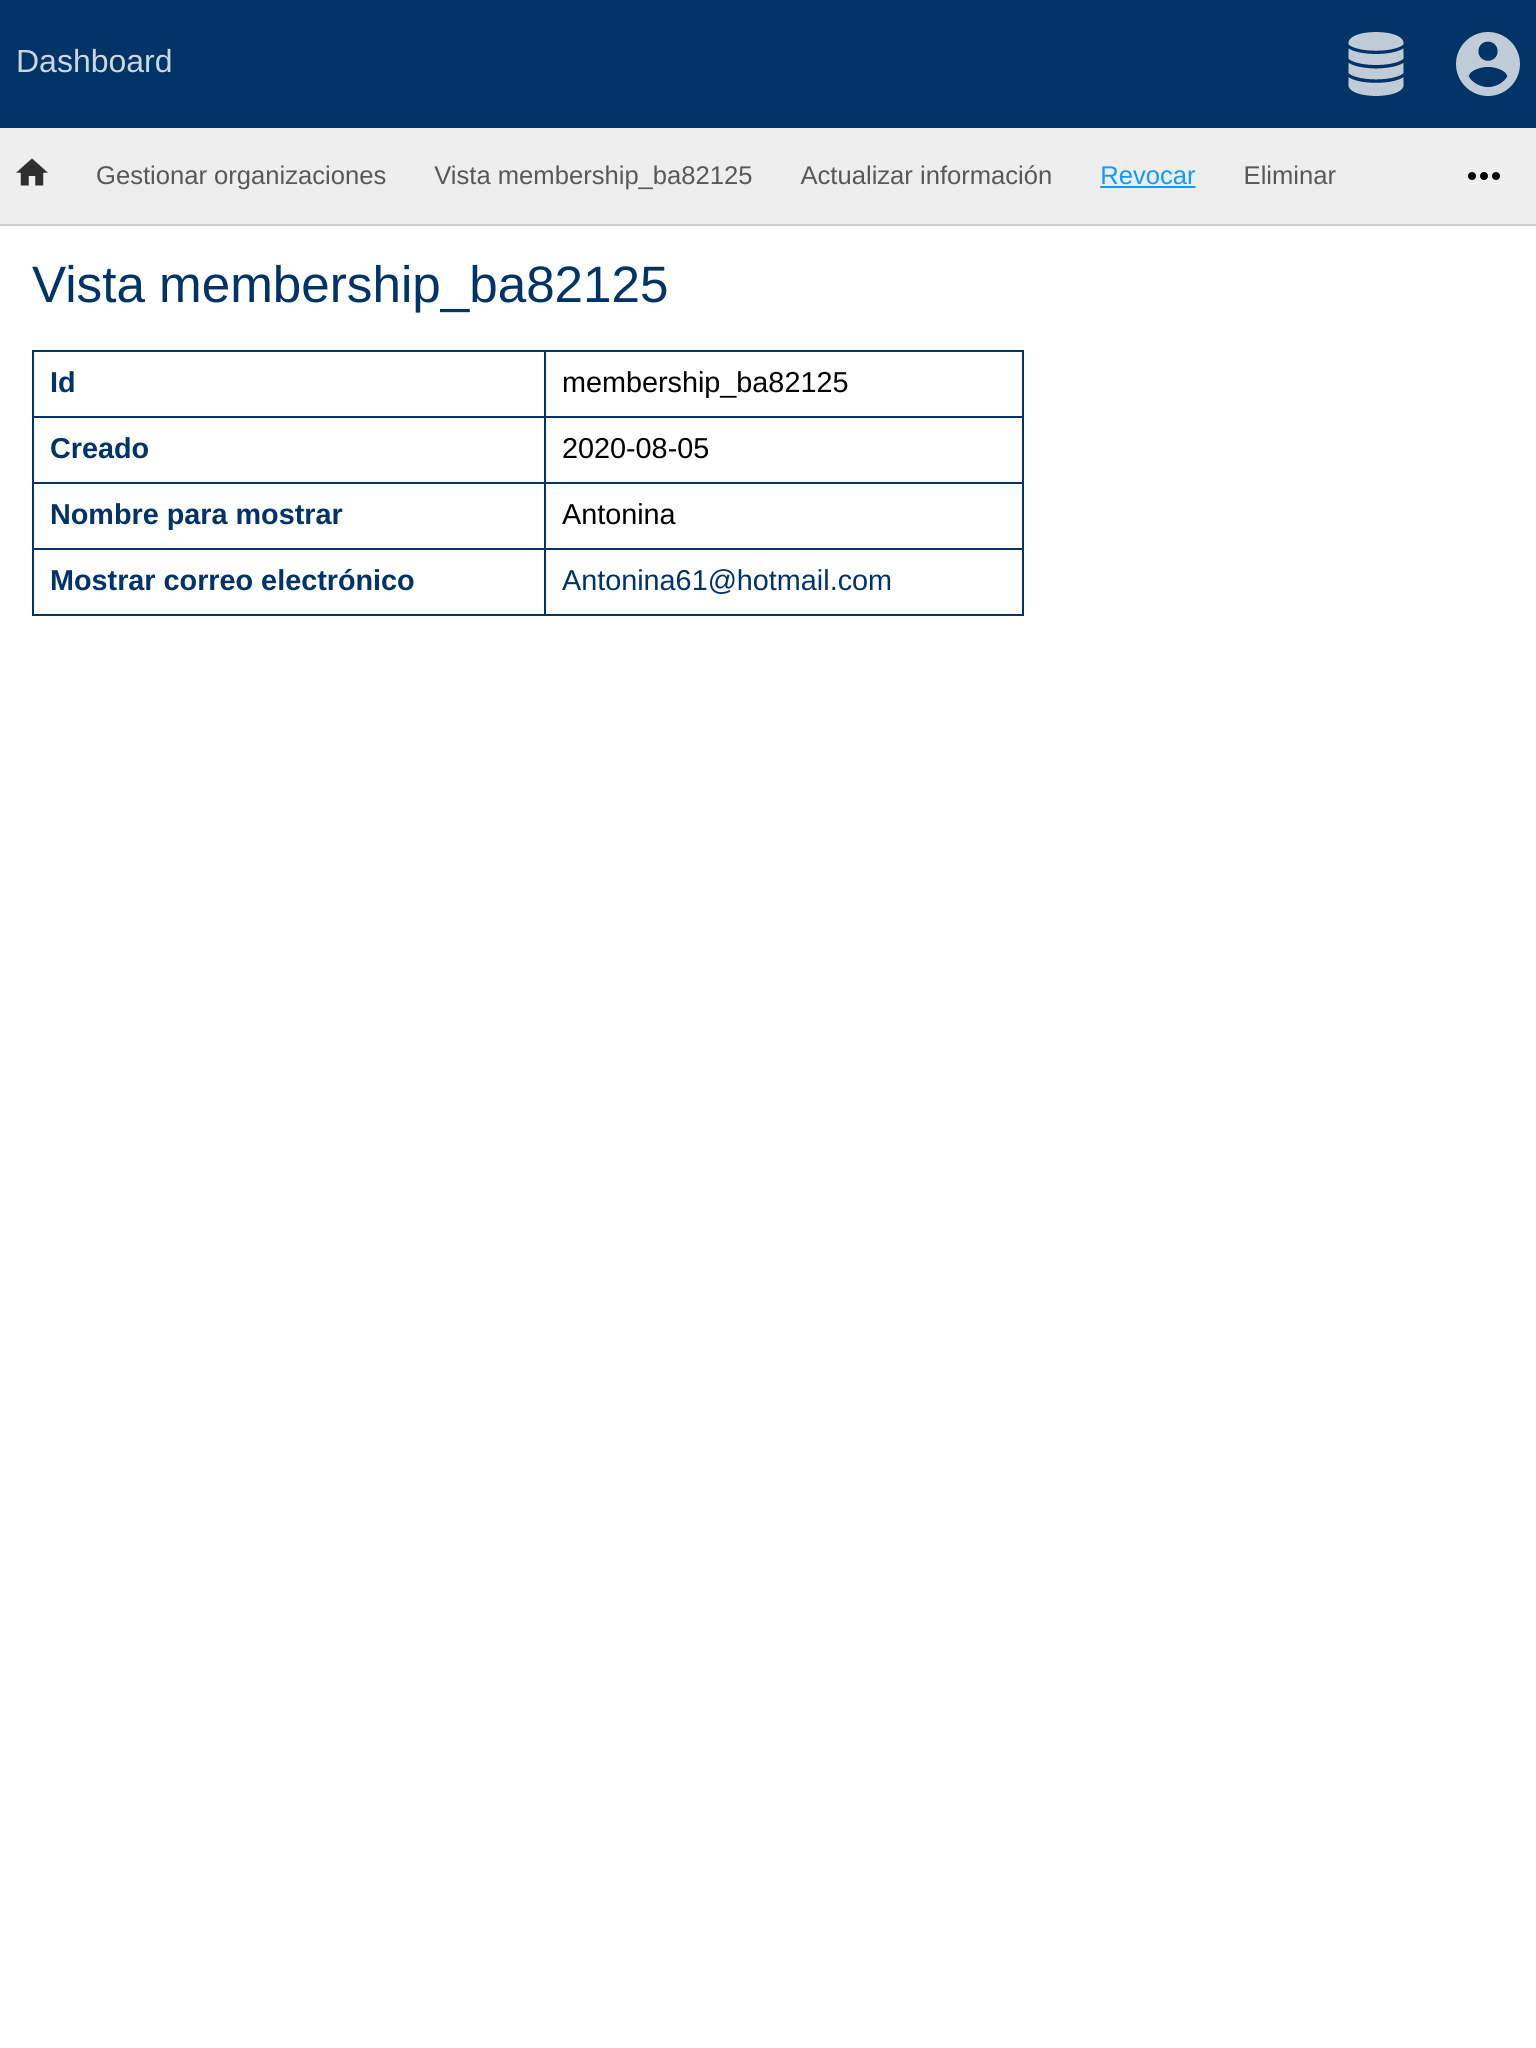 Dashboard
Gestionar organizaciones Vista membership_ba82125 Actualizar información Revocar Eliminar
Vista membership_ba82125
Id membership_ba82125
Creado 2020-08-05
Nombre para mostrar Antonina
Mostrar correo electrónico Antonina61@hotmail.com